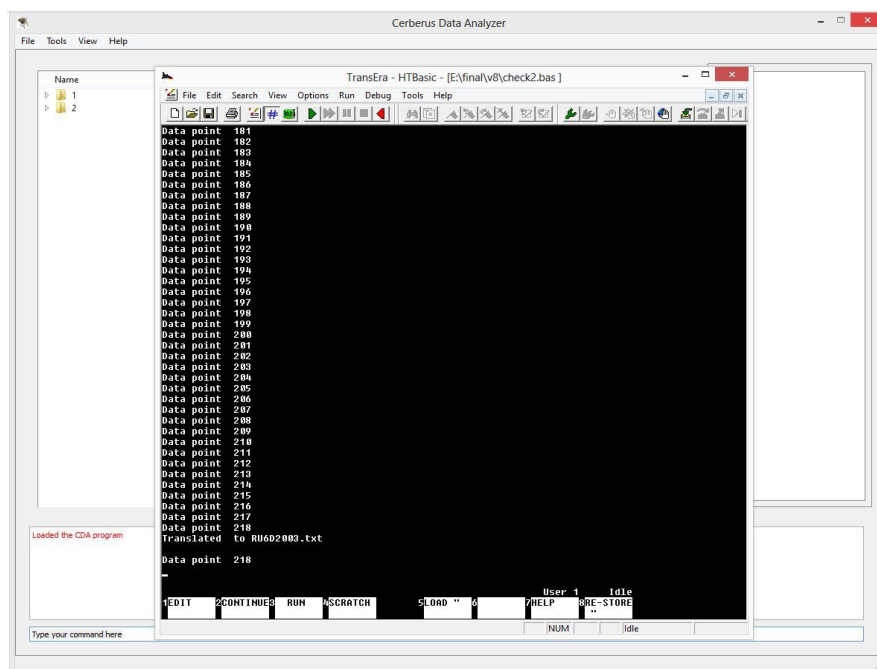 Cerberus Data Analyzer
File Tools View Help
Name
1
2
TransEra - HTBasic - [E:\final\v8\check2.bas ]
File Edit Search View Options Run Debug Tools Help
Data point 181
Data point 182
Data point 183
Data point 184
Data point 185
Data point 186
Data point 187
Data point 188
Data point 189
Data point 190
Data point 191
Data point 192
Data point 193
Data point 194
Data point 195
Data point 196
Data point 197
Data point 198
Data point 199
Data point 200
Data point 201
Data point 202
Data point 203
Data point 204
Data point 205
Data point 206
Data point 207
Data point 208
Data point 209
Data point 210
Data point 211
Data point 212
Data point 213
Data point 214
Data point 215
Data point 216
Data point 217
Data point 218
Translated to RU6D2003.txt
Data point 218
User 1 Idle
1EDIT 2CONTINUE3 RUN 4SCRATCH 5LOAD " 6 7HELP 8RE-STORE
"
NUM Idle
Loaded the CDA program
Type your command here